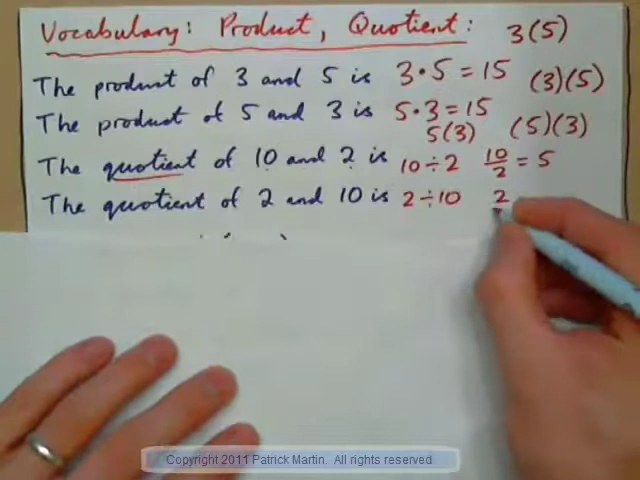 Vocabulary: Product, Quotient: 3(5)
The product of 3 and 5 is 3•5=15 (3)(5)
The product of 5 and 3 is 5•3=15
5(3) (5)(3)
The quotient of 10 and 2 is 10÷2 10/2 = 5
The quotient of 2 and 10 is 2÷10 2
Copyright 2011 Patrick Martin. All rights reserved.